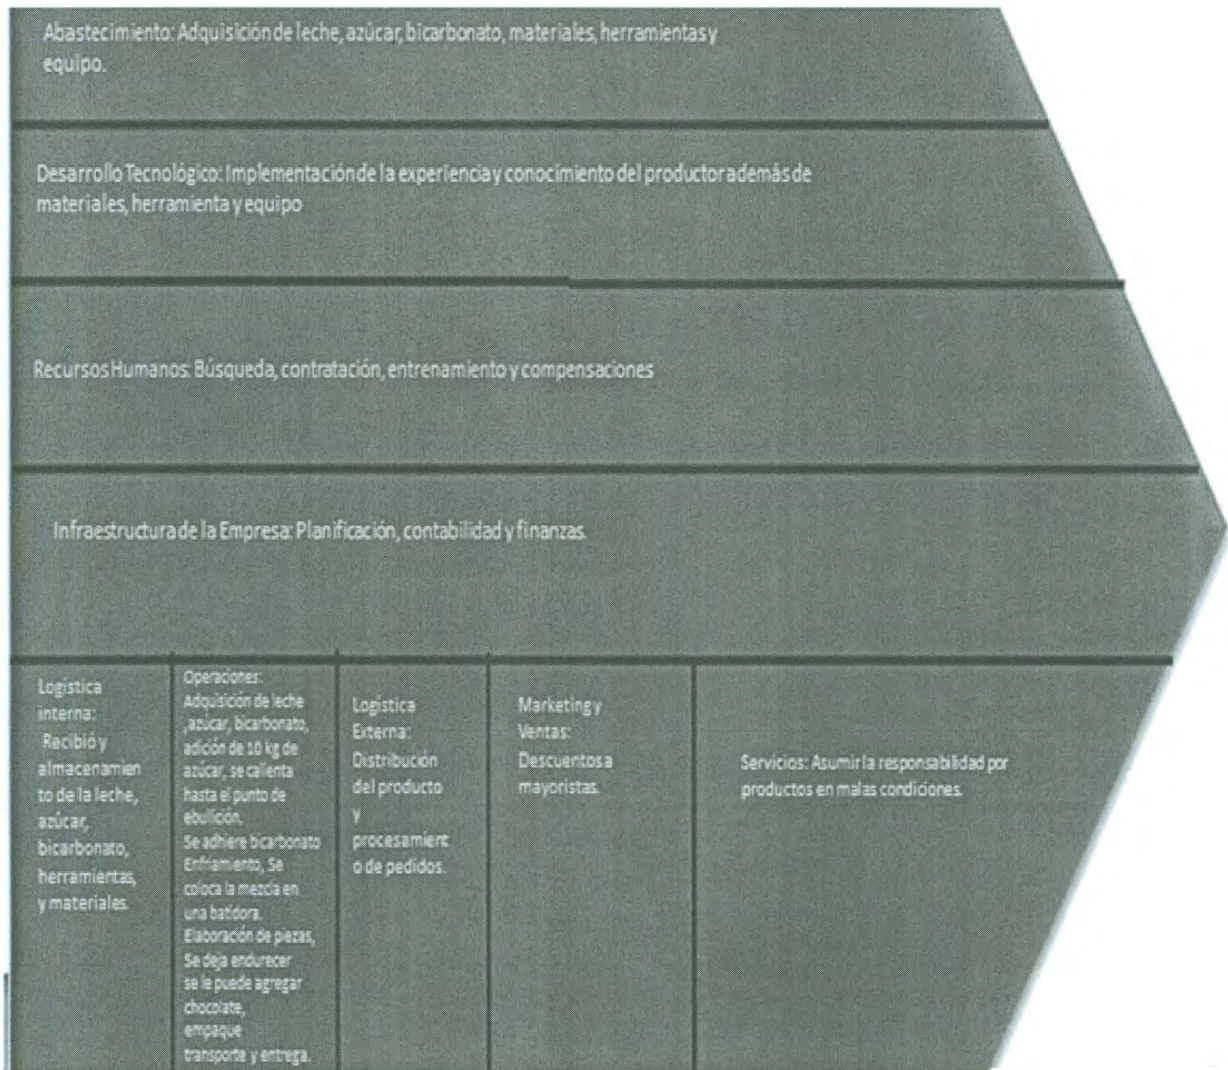 Abastecimiento: Adquisición de leche, azúcar, bicarbonato, materiales, herramientas y
equipo.
Desarrollo Tecnológico: Implementación de la experiencia y conocimiento del productor además de
materiales, herramienta y equipo
Recursos Humanos: Búsqueda, contratación, entrenamiento y compensaciones
Infraestructura de la Empresa: Planificación, contabilidad y finanzas.
Logística
interna:
Recibió y
almacenamien
to de la leche,
azúcar,
bicarbonato,
herramientas,
y materiales.
Operaciones:
Adquisición de leche
,azúcar, bicarbonato,
adición de 10 kg de
azúcar, se calienta
hasta el punto de
ebulición.
Se adhiere bicarbonato
Enfriamiento, Se
coloca la mezcla en
una batidora.
Elaboración de piezas,
Se deja endurecer
se le puede agregar
chocolate,
empaque
transporte y entrega.
Logística
Externa:
Distribución
del producto
y
procesamient
o de pedidos.
Marketing y
Ventas:
Descuentos a
mayoristas.
Servicios: Asumir la responsabilidad por
productos en malas condiciones.